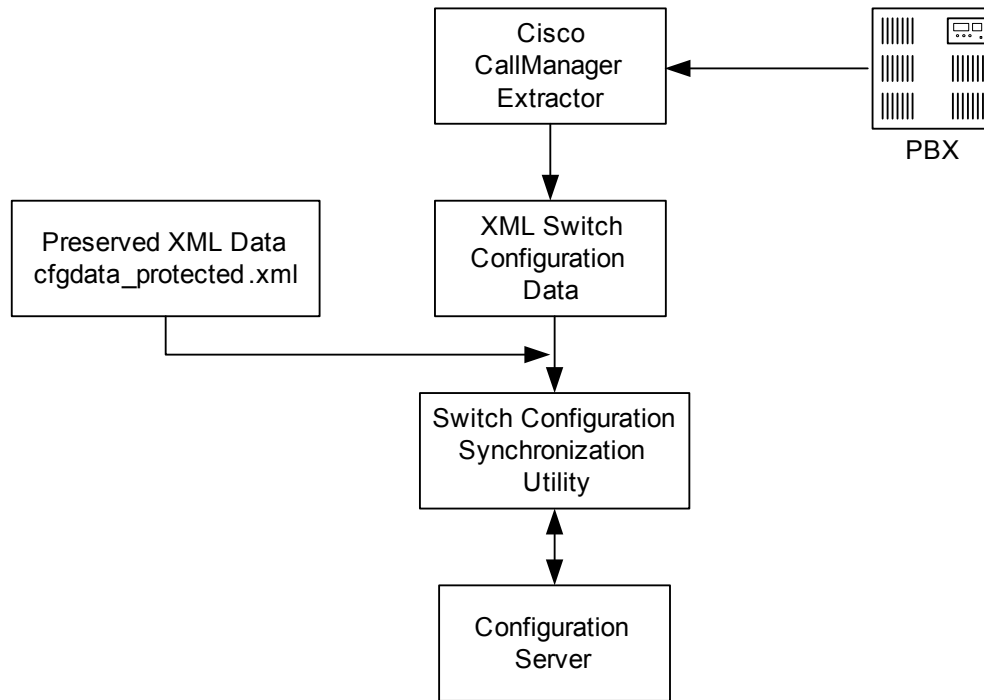 Cisco
CallManager
Extractor
PBX
Preserved XML Data
cfgdata_protected.xml
XML Switch
Configuration
Data
Switch Configuration
Synchronization
Utility
Configuration
Server